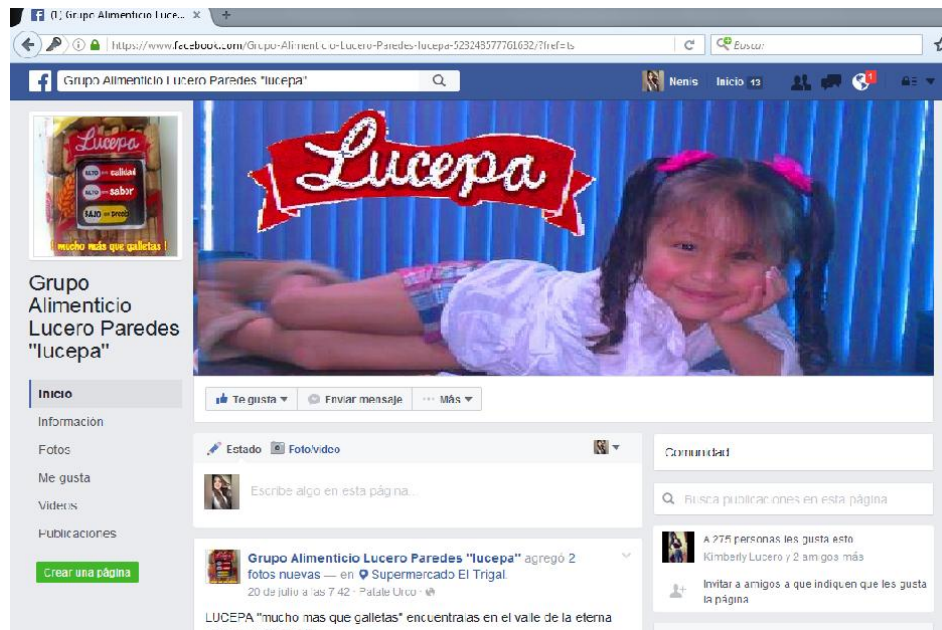 (1) Grupo Alimenticio Luce... × +
https://www.facebook.com/Grupo-Alimenticio-Lucero-Paredes-lucepa-523248577761632/?fref=ts
Buscar
Grupo Alimenticio Lucero Paredes "lucepa"
Nenis Inicio 13
1
Lucepa
ALTO en calidad
ALTO en sabor
BAJO en precio
¡ mucho más que galletas !
Lucepa
Grupo
Alimenticio
Lucero Paredes
"lucepa"
Inicio
Información
Fotos
Me gusta
Videos
Publicaciones
Crear una página
Te gusta Enviar mensaje ··· Más
Estado Foto/video
Escribe algo en esta página...
Grupo Alimenticio Lucero Paredes "lucepa" agregó 2
fotos nuevas — en Supermercado El Trigal.
20 de julio a las 7:42 · Patate Urco ·
LUCEPA "mucho mas que galletas" encuentralas en el valle de la eterna
Comunidad
Busca publicaciones en esta página
A 275 personas les gusta esto
Kimberly Lucero y 2 amigos más
Invitar a amigos a que indiquen que les gusta
la página